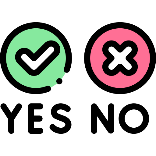 YES NO